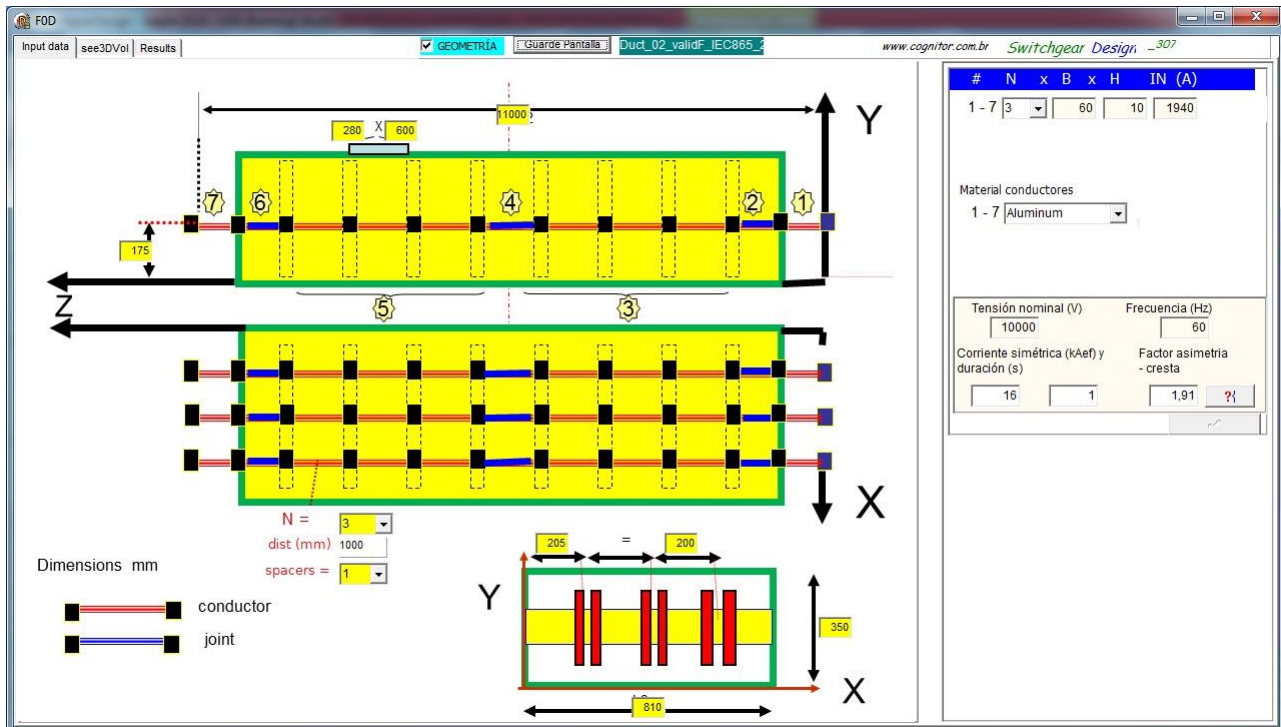 F0D
Input data see3DVol Results
GEOMETRÍA Guarde Pantalla Duct_02_validF_IEC865_2 www.cognitor.com.br Switchgear Design _307
11000
280 X 600
Y
7 6 4 2 1
175
Z
5 3
X
N = 3
dist (mm) 1000
spacers = 1
Dimensions mm
conductor
joint
205 = 200
Y
350
X
810
# N x B x H IN (A)
1 - 7 3 60 10 1940
Material conductores
1 - 7 Aluminum
Tensión nominal (V) Frecuencia (Hz)
10000 60
Corriente simétrica (kAef) y duración (s)
Factor asimetria - cresta
16 1 1,91 ?{